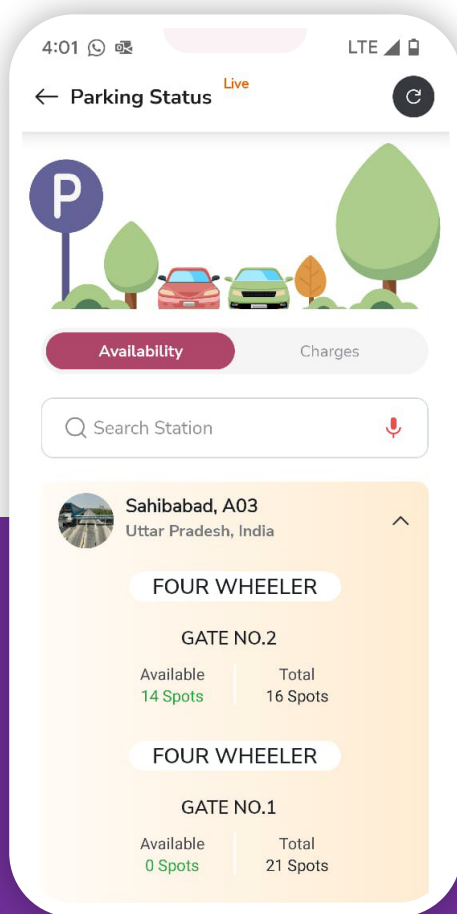 4:01 LTE
Parking Status Live
P
Availability Charges
Search Station
Sahibabad, A03
Uttar Pradesh, India
FOUR WHEELER
GATE NO.2
Available Total
14 Spots 16 Spots
FOUR WHEELER
GATE NO.1
Available Total
0 Spots 21 Spots